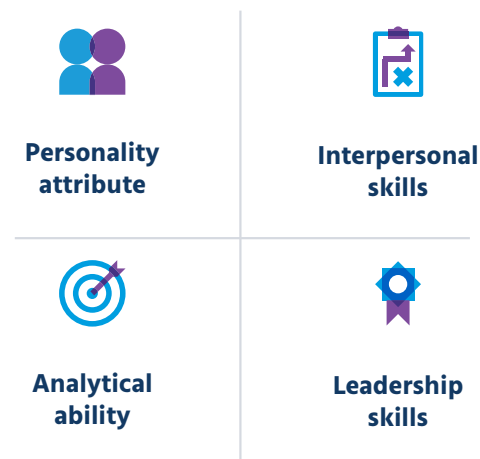 Personality
attribute
Interpersonal
skills
Analytical
ability
Leadership
skills